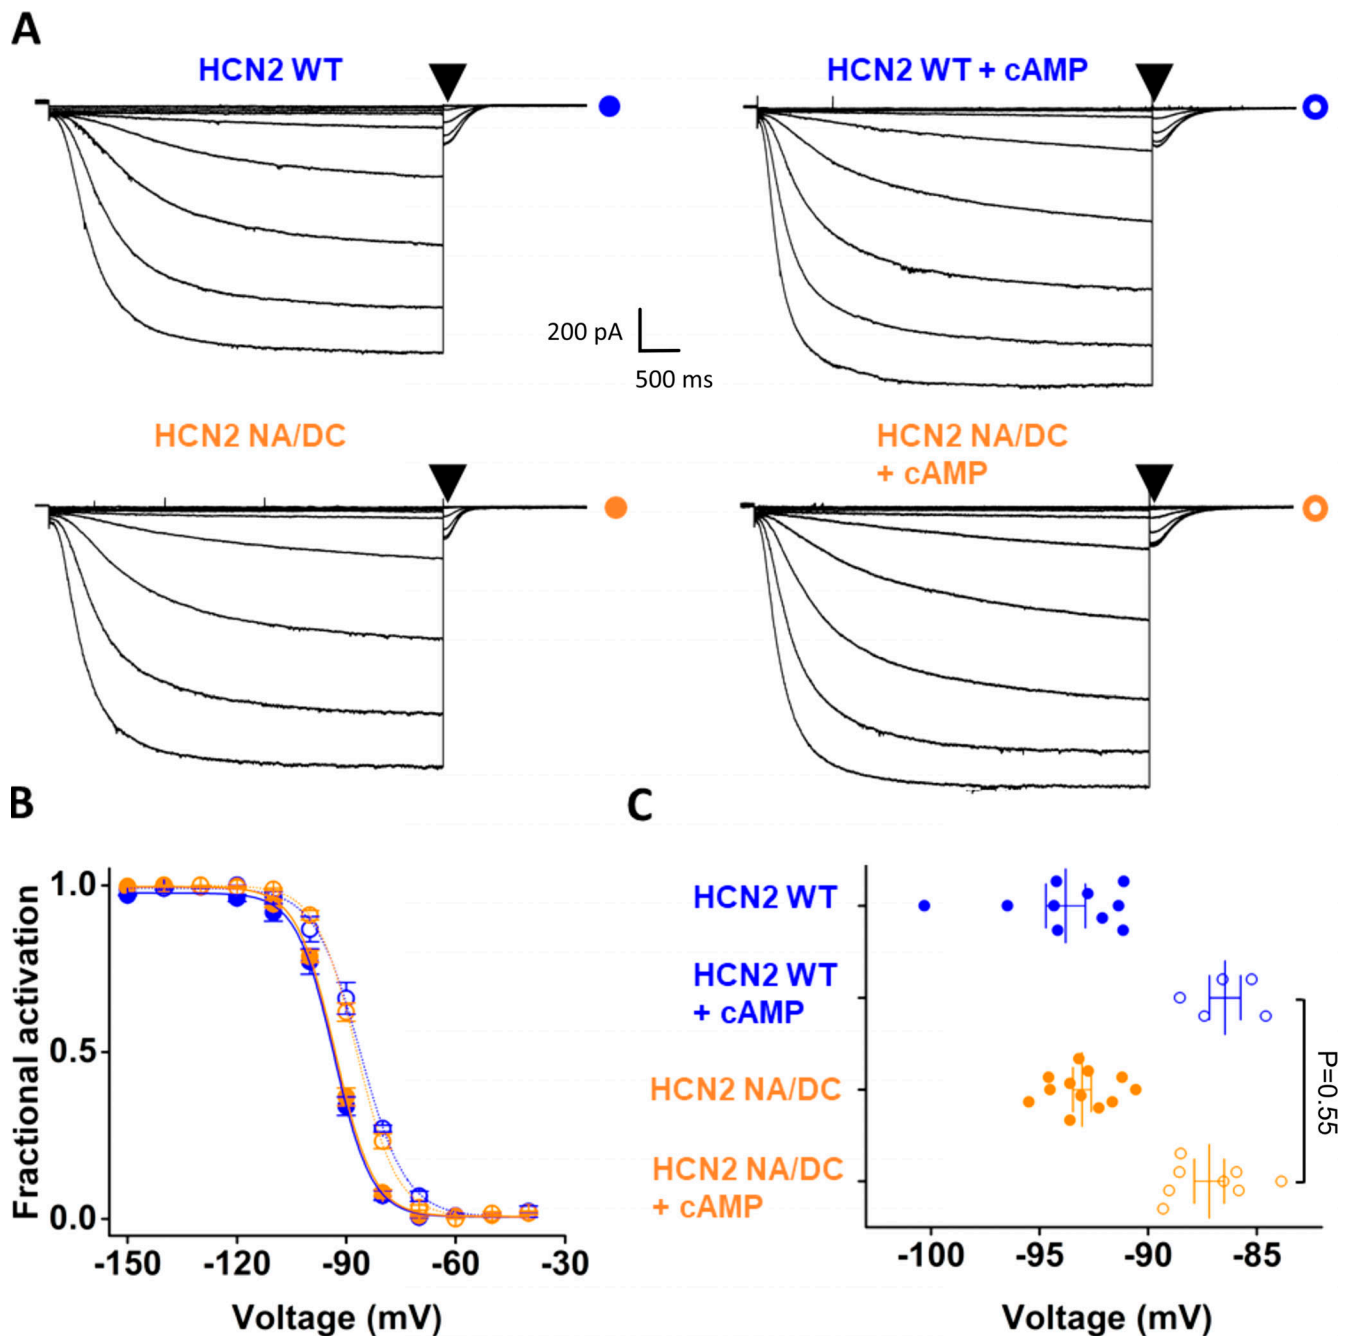 A
HCN2 WT
HCN2 WT + cAMP
200 pA
500 ms
HCN2 NA/DC
HCN2 NA/DC
+ cAMP
B
C
Fractional activation
1.0
0.5
0.0
-150 -120 -90 -60 -30
Voltage (mV)
HCN2 WT
HCN2 WT
+ cAMP
HCN2 NA/DC
HCN2 NA/DC
+ cAMP
P=0.55
-100 -95 -90 -85
Voltage (mV)